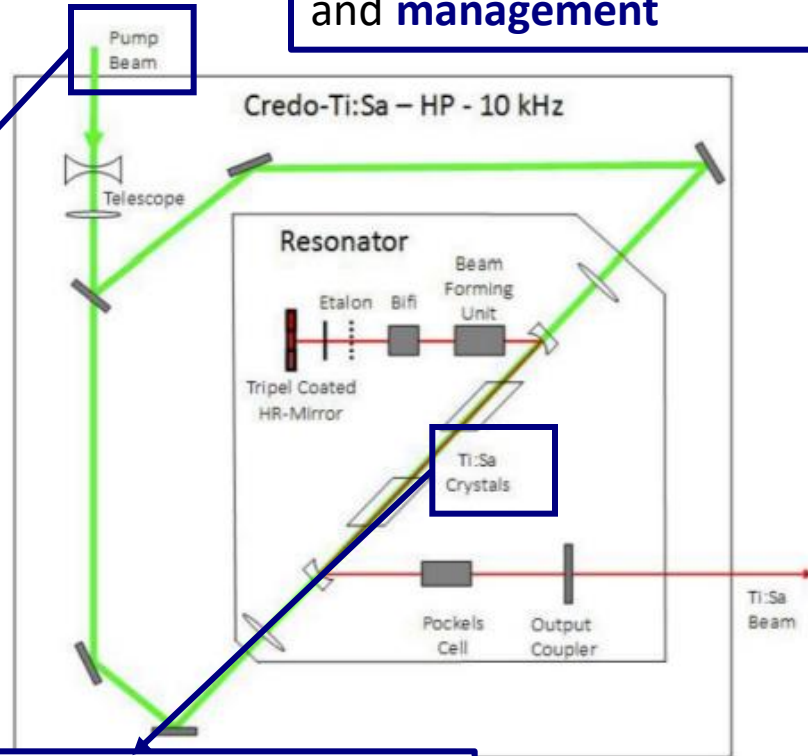 and management
Pump
Beam
Credo-Ti:Sa – HP - 10 kHz
Telescope
Resonator
Beam
Forming
Unit
Etalon
Bifi
Tripel Coated
HR-Mirror
Ti:Sa
Crystals
Pockels
Cell
Output
Coupler
Ti:Sa
Beam